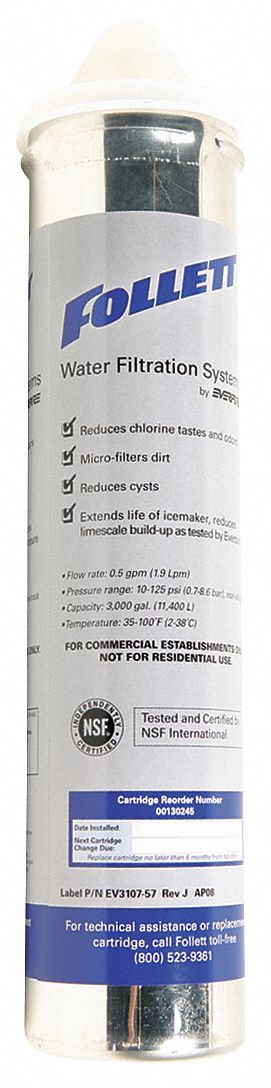 FOLLETT
Water Filtration Systems
by EVERPURE
Reduces chlorine tastes and odors
Micro-filters dirt
Reduces cysts
Extends life of icemaker, reduces
limescale build-up as tested by Everpure
• Flow rate: 0.5 gpm (1.9 Lpm)
• Pressure range: 10-125 psi (0.7-8.6 bar),
• Capacity: 3,000 gal. (11,400 L)
• Temperature: 35-100°F (2-38°C)
FOR COMMERCIAL ESTABLISHMENTS ON
NOT FOR RESIDENTIAL USE.
INDEPENDENTLY
NSF.
CERTIFIED
Tested and Certified by
NSF International
Cartridge Reorder Number
00130245
Date Installed:
Next Cartridge
Change Due:
Replace cartridge no later than 6 months from
Label P/N EV3107-57 Rev J AP08
For technical assistance or replacement
cartridge, call Follett toll-free
(800) 523-9361